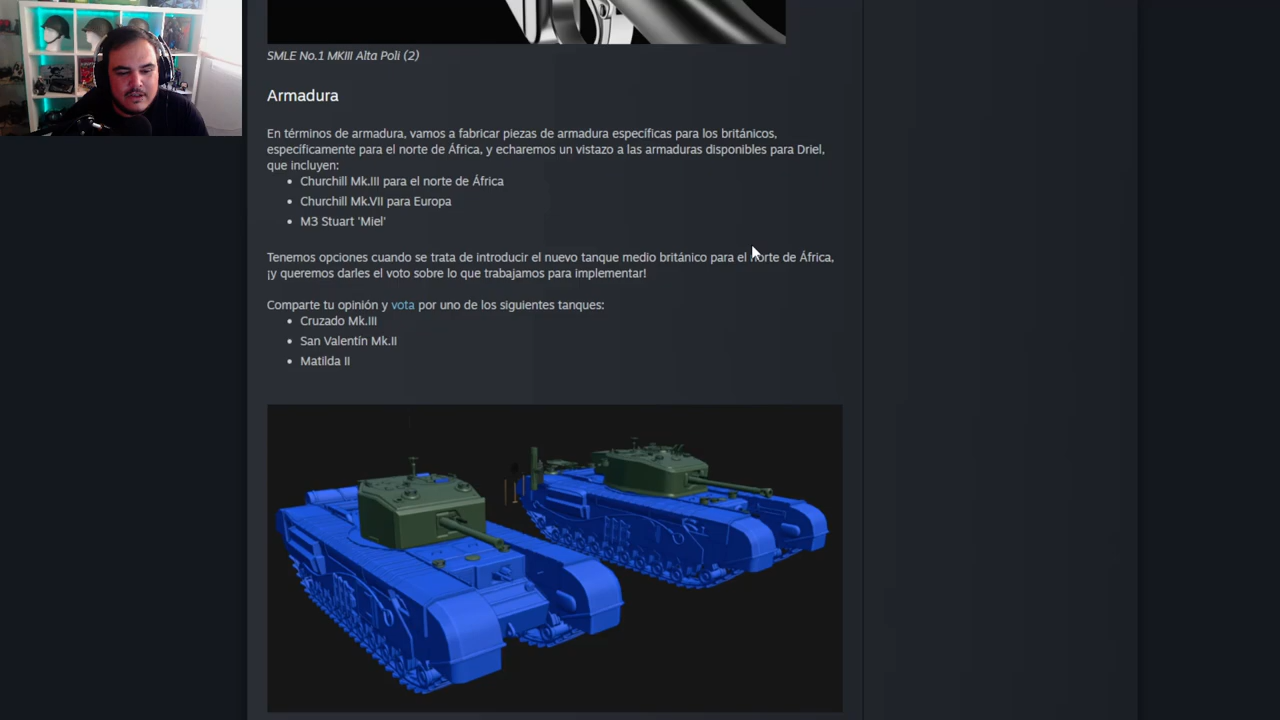 SMLE No.1 MKIII Alta Poli (2)
Armadura
En términos de armadura, vamos a fabricar piezas de armadura específicas para los británicos,
específicamente para el norte de África, y echaremos un vistazo a las armaduras disponibles para Driel,
que incluyen:
Churchill Mk.III para el norte de África
Churchill Mk.VII para Europa
M3 Stuart 'Miel'
Tenemos opciones cuando se trata de introducir el nuevo tanque medio británico para el norte de África,
¡y queremos darles el voto sobre lo que trabajamos para implementar!
Comparte tu opinión y vota por uno de los siguientes tanques:
Cruzado Mk.III
San Valentín Mk.II
Matilda II